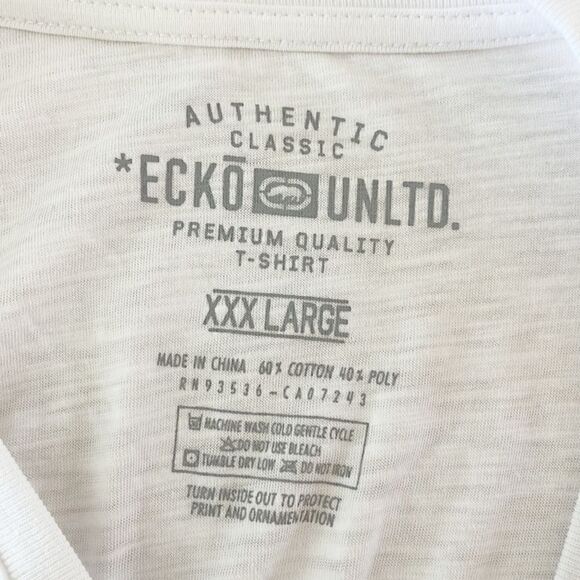 AUTHENTIC
CLASSIC
*ECKŌ UNLTD.
PREMIUM QUALITY
T-SHIRT
XXX LARGE
MADE IN CHINA 60% COTTON 40% POLY
RN93536-CA07243
MACHINE WASH COLD GENTLE CYCLE
DO NOT USE BLEACH
TUMBLE DRY LOW DO NOT IRON
TURN INSIDE OUT TO PROTECT
PRINT AND ORNAMENTATION